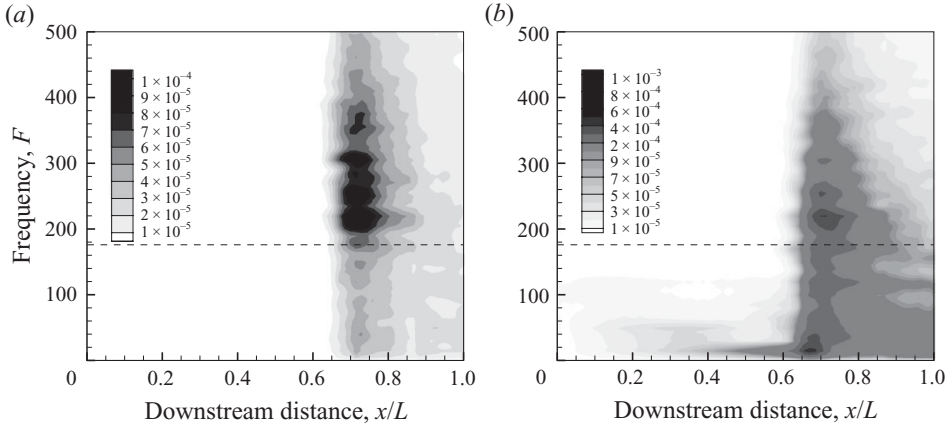 (a)
500
400
300
200
100
0
Frequency, F
1 × 10⁻⁴
9 × 10⁻⁵
8 × 10⁻⁵
7 × 10⁻⁵
6 × 10⁻⁵
5 × 10⁻⁵
4 × 10⁻⁵
3 × 10⁻⁵
2 × 10⁻⁵
1 × 10⁻⁵
0.2
0.4
0.6
0.8
1.0
Downstream distance, x/L
(b)
500
400
300
200
100
0
1 × 10⁻³
8 × 10⁻⁴
6 × 10⁻⁴
4 × 10⁻⁴
2 × 10⁻⁴
9 × 10⁻⁵
7 × 10⁻⁵
5 × 10⁻⁵
3 × 10⁻⁵
1 × 10⁻⁵
0.2
0.4
0.6
0.8
1.0
Downstream distance, x/L